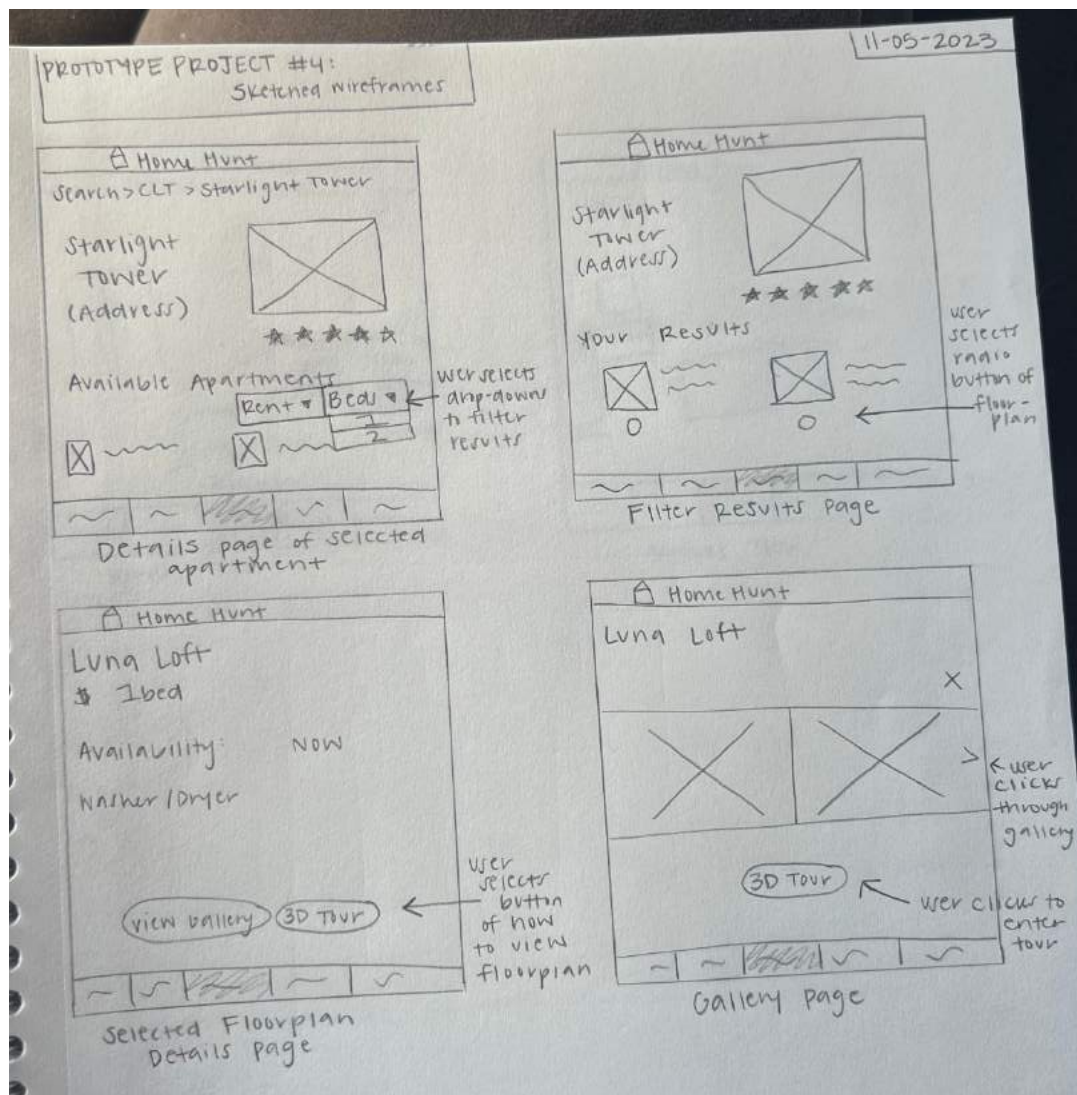 11-05-2023
PROTOTYPE PROJECT #4:
Sketched wireframes
Home Hunt
Search > CLT > Starlight Tower
Starlight
Tower
(Address)
Available Apartments
Rent
Beds
1
2
user selects
drop-down
to filter
results
Details page of selected
apartment
Home Hunt
Starlight
Tower
(Address)
Your Results
user
selects
radio
button of
floor-
plan
Filter Results page
Home Hunt
Luna Loft
$ 1bed
Availability: NOW
Washer/Dryer
view Gallery
3D Tour
user
selects
button
of how
to view
floorplan
Selected Floorplan
Details page
Home Hunt
Luna Loft
X
>
user
clicks
through
gallery
3D Tour
user clicks to
enter
tour
Gallery page